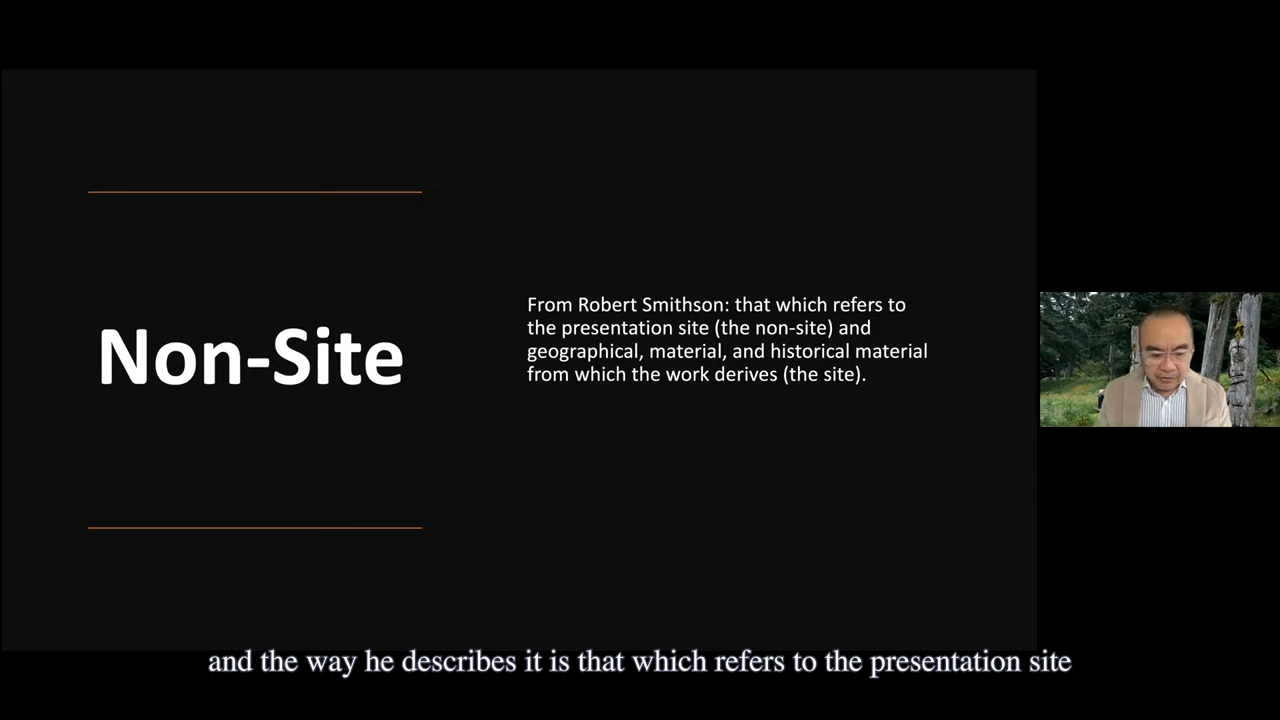 Non-Site
From Robert Smithson: that which refers to
the presentation site (the non-site) and
geographical, material, and historical material
from which the work derives (the site).
and the way he describes it is that which refers to the presentation site